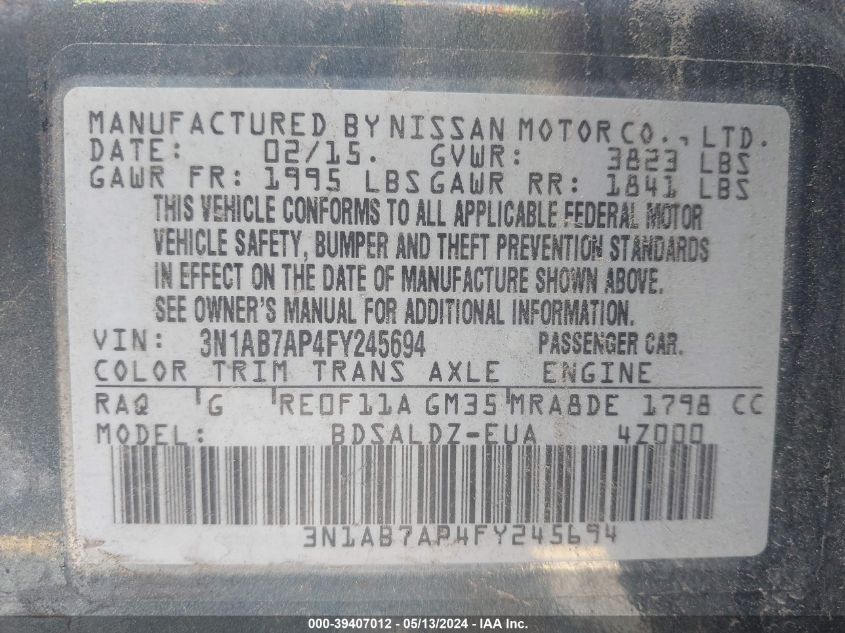 MANUFACTURED BY NISSAN MOTOR CO., LTD.
DATE: 02/15. GVWR: 3823 LBS
GAWR FR: 1995 LBS GAWR RR: 1841 LBS
THIS VEHICLE CONFORMS TO ALL APPLICABLE FEDERAL MOTOR
VEHICLE SAFETY, BUMPER AND THEFT PREVENTION STANDARDS
IN EFFECT ON THE DATE OF MANUFACTURE SHOWN ABOVE.
SEE OWNER'S MANUAL FOR ADDITIONAL INFORMATION.
VIN: 3N1AB7AP4FY245694 PASSENGER CAR.
COLOR TRIM TRANS AXLE ENGINE
RAQ G RE0F11A GM35 MRA8DE 1798 CC
MODEL: BDSALDZ-EUA 4Z000
3N1AB7AP4FY245694
000-39407012 — 05/13/2024 — IAA Inc.